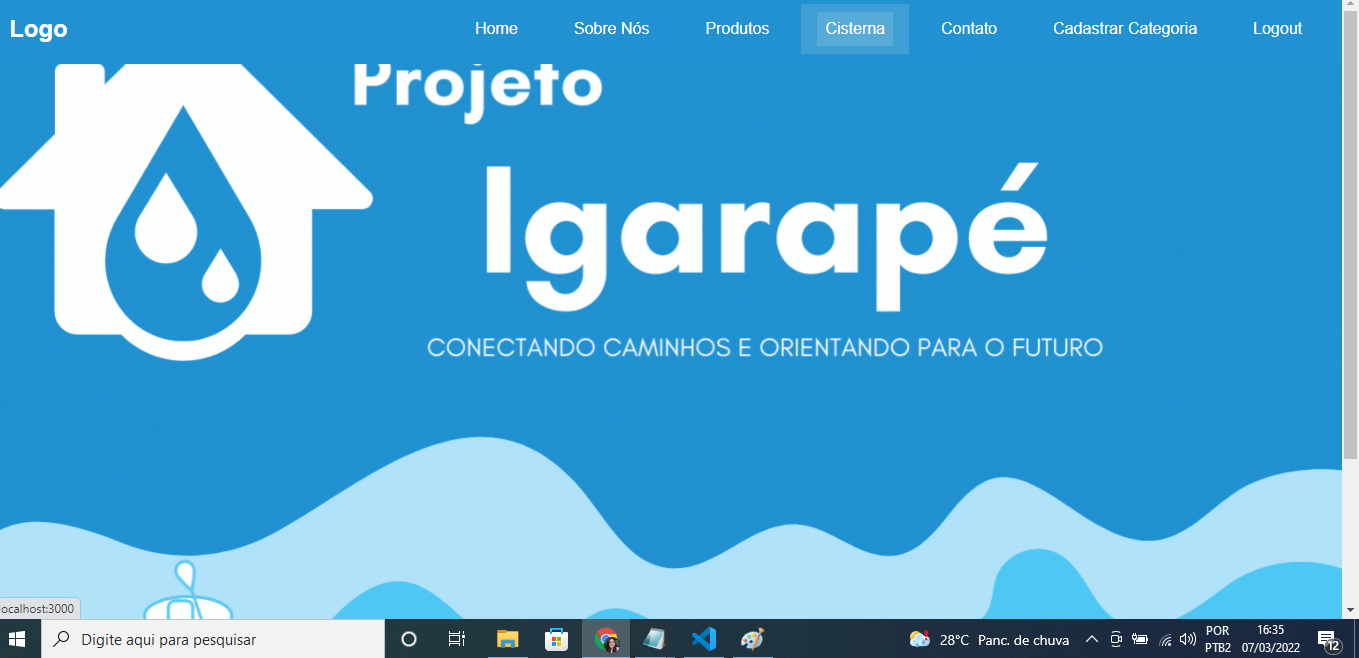 Logo Home Sobre Nós Produtos Cisterna Contato Cadastrar Categoria Logout
Projeto
Igarapé
CONECTANDO CAMINHOS E ORIENTANDO PARA O FUTURO
ocalhost:3000
Digite aqui para pesquisar 28°C Panc. de chuva POR 16:35
PTB2 07/03/2022 12